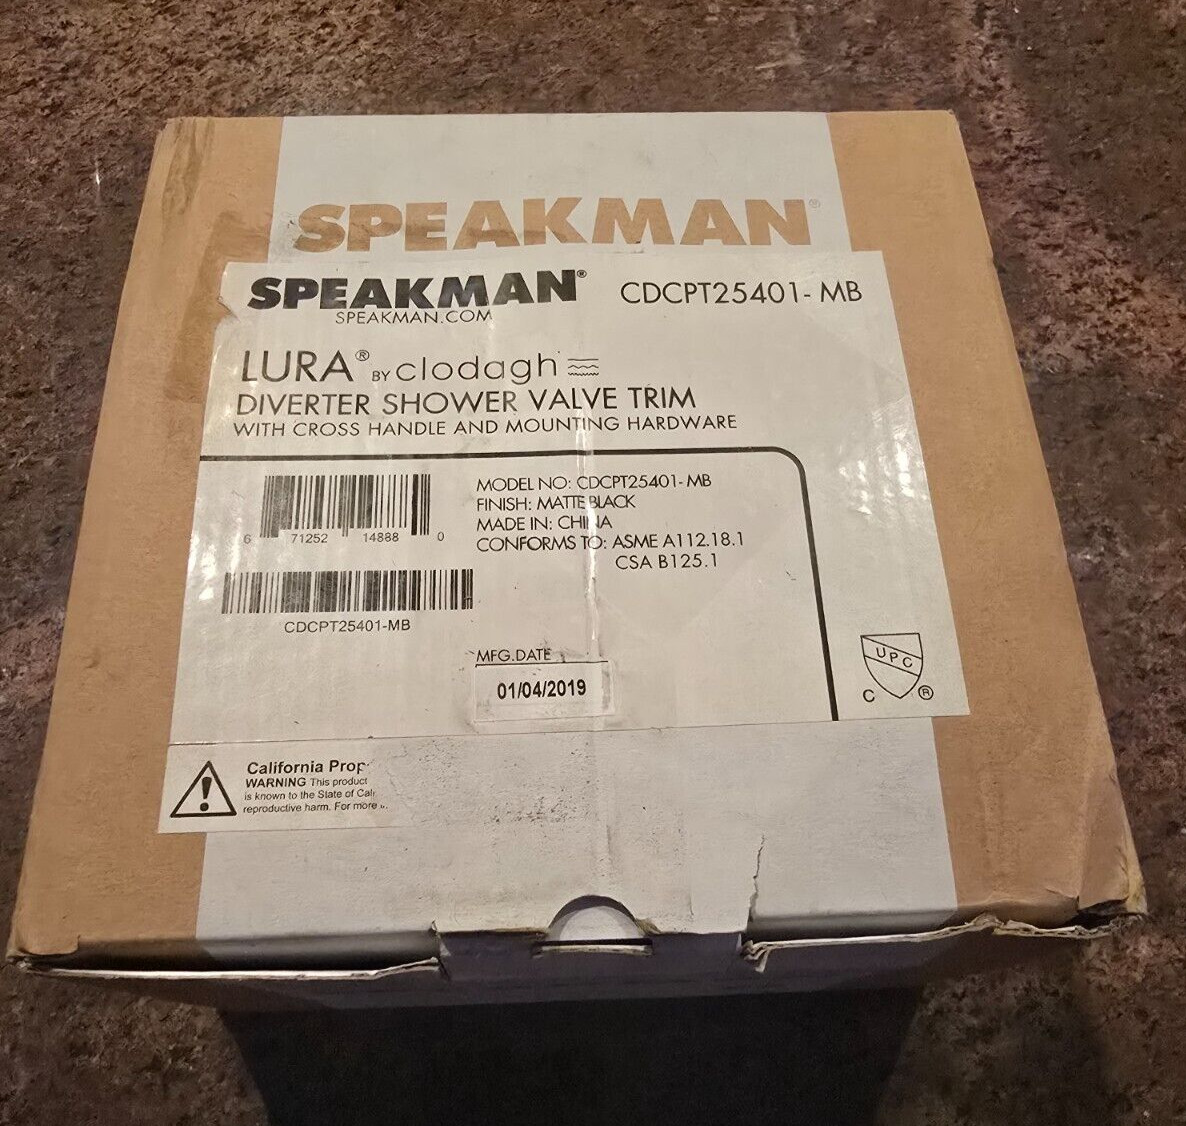 SPEAKMAN®
SPEAKMAN® CDCPT25401- MB
SPEAKMAN.COM
LURA® BY clodagh
DIVERTER SHOWER VALVE TRIM
WITH CROSS HANDLE AND MOUNTING HARDWARE
MODEL NO: CDCPT25401- MB
FINISH: MATTE BLACK
MADE IN: CHINA
CONFORMS TO: ASME A112.18.1
CSA B125.1
6 71252 14888 0
CDCPT25401-MB
MFG.DATE
01/04/2019
UPC
C ®
California Prop
WARNING This product
is known to the State of Cal
reproductive harm. For more